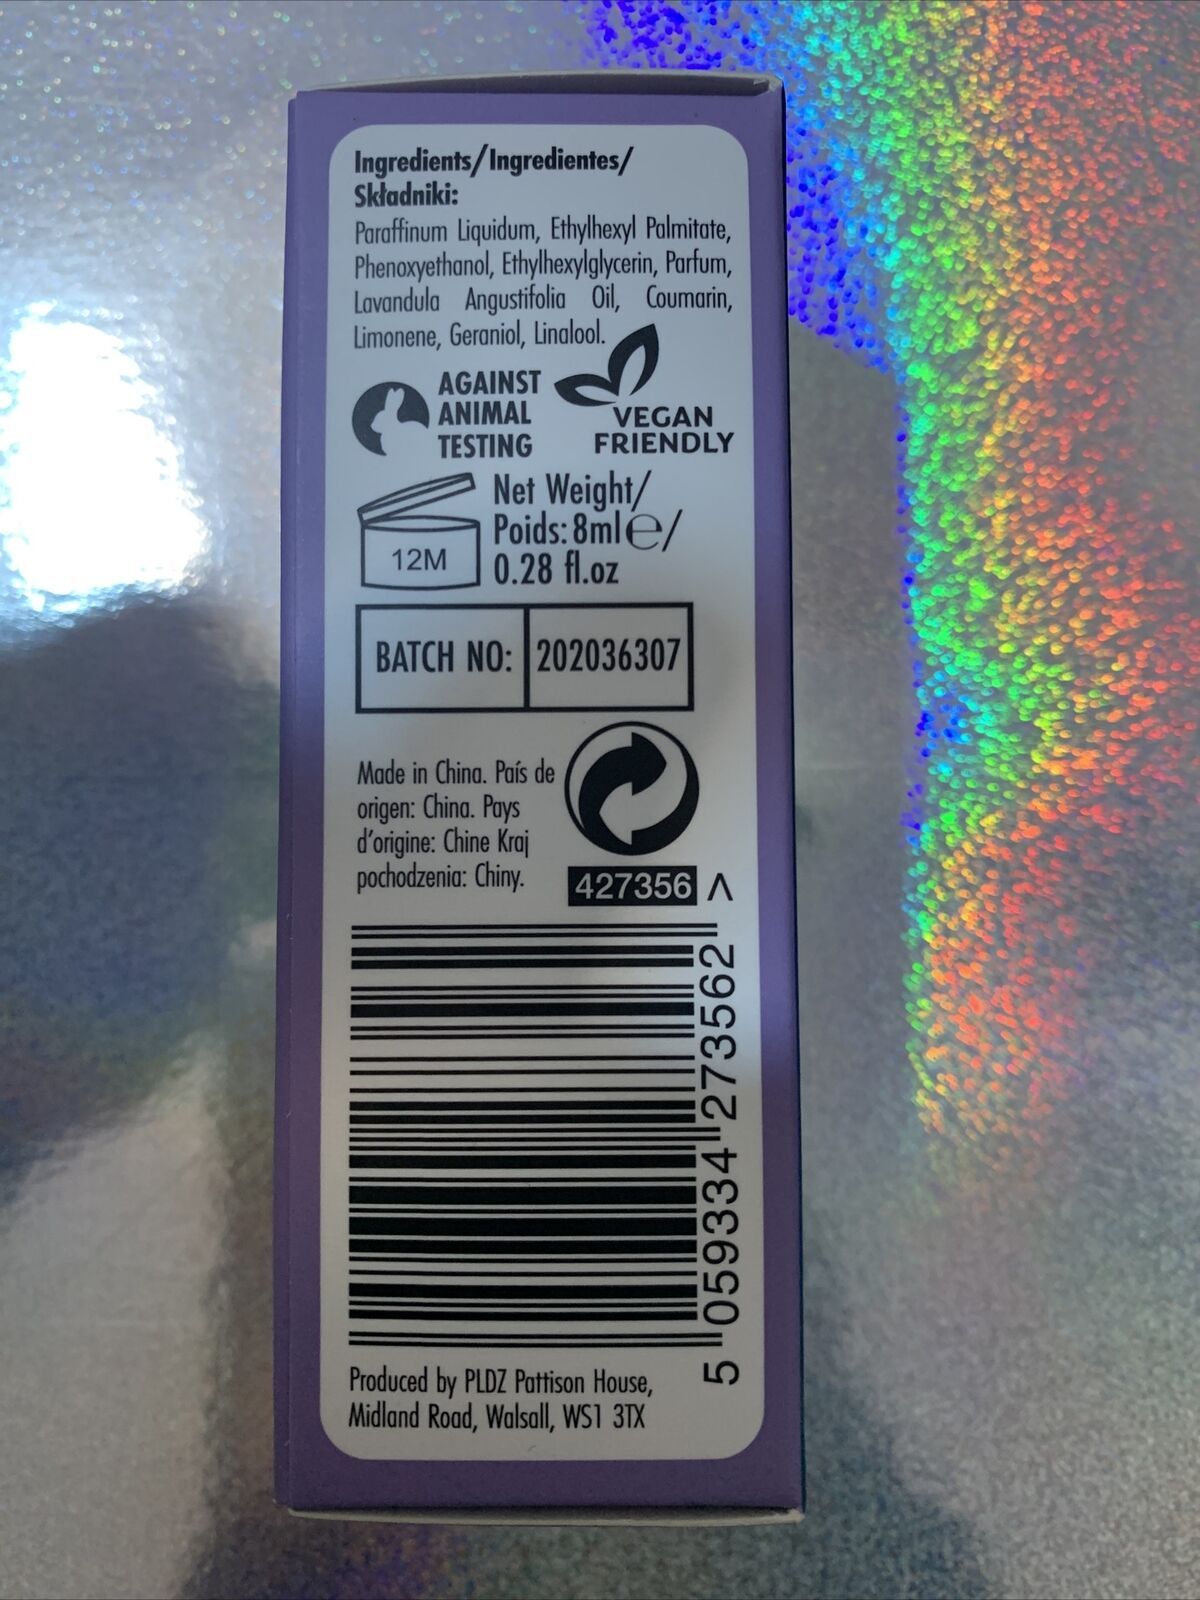 Ingredients/Ingredientes/
Składniki:
Paraffinum Liquidum, Ethylhexyl Palmitate,
Phenoxyethanol, Ethylhexylglycerin, Parfum,
Lavandula Angustifolia Oil, Coumarin,
Limonene, Geraniol, Linalool.
AGAINST
ANIMAL
TESTING
VEGAN
FRIENDLY
12M
Net Weight/
Poids: 8ml℮/
0.28 fl.oz
BATCH NO: 202036307
Made in China. País de
origen: China. Pays
d'origine: Chine Kraj
pochodzenia: Chiny.
427356 >
5 059334 273562
Produced by PLDZ Pattison House,
Midland Road, Walsall, WS1 3TX